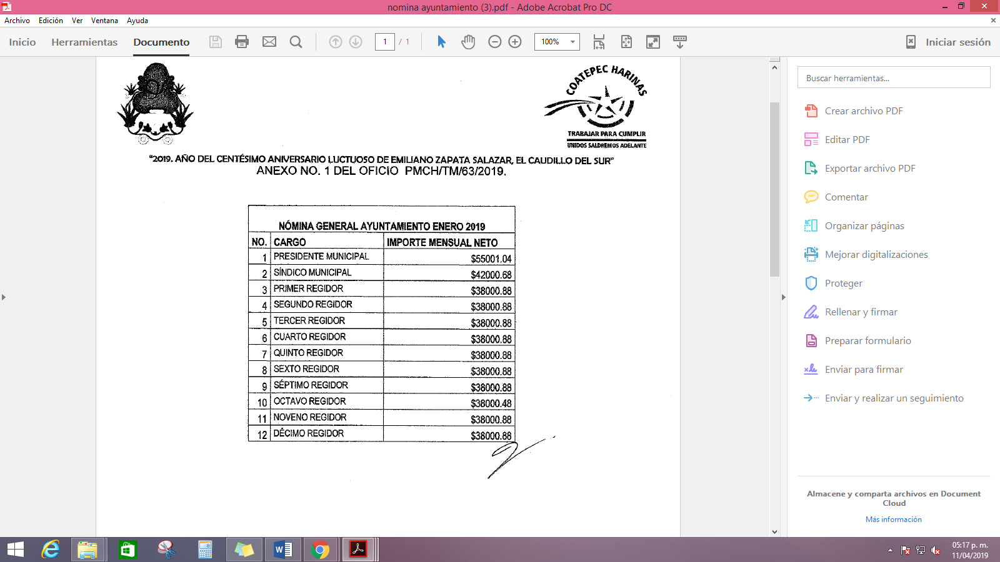 nomina ayuntamiento (3).pdf - Adobe Acrobat Pro DC
Archivo Edición Ver Ventana Ayuda
Inicio Herramientas Documento 1 / 1 100% Iniciar sesión
COATEPEC HARINAS
TRABAJAR PARA CUMPLIR
UNIDOS SALDREMOS ADELANTE
"2019. AÑO DEL CENTÉSIMO ANIVERSARIO LUCTUOSO DE EMILIANO ZAPATA SALAZAR, EL CAUDILLO DEL SUR"
ANEXO NO. 1 DEL OFICIO PMCH/TM/63/2019.
NÓMINA GENERAL AYUNTAMIENTO ENERO 2019
NO. CARGO IMPORTE MENSUAL NETO
1 PRESIDENTE MUNICIPAL $55001.04
2 SÍNDICO MUNICIPAL $42000.68
3 PRIMER REGIDOR $38000.88
4 SEGUNDO REGIDOR $38000.88
5 TERCER REGIDOR $38000.88
6 CUARTO REGIDOR $38000.88
7 QUINTO REGIDOR $38000.88
8 SEXTO REGIDOR $38000.88
9 SÉPTIMO REGIDOR $38000.88
10 OCTAVO REGIDOR $38000.48
11 NOVENO REGIDOR $38000.88
12 DÉCIMO REGIDOR $38000.88
Buscar herramientas...
Crear archivo PDF
Editar PDF
Exportar archivo PDF
Comentar
Organizar páginas
Mejorar digitalizaciones
Proteger
Rellenar y firmar
Preparar formulario
Enviar para firmar
Enviar y realizar un seguimiento
Almacene y comparta archivos en Document
Cloud
Más información
05:17 p. m.
11/04/2019